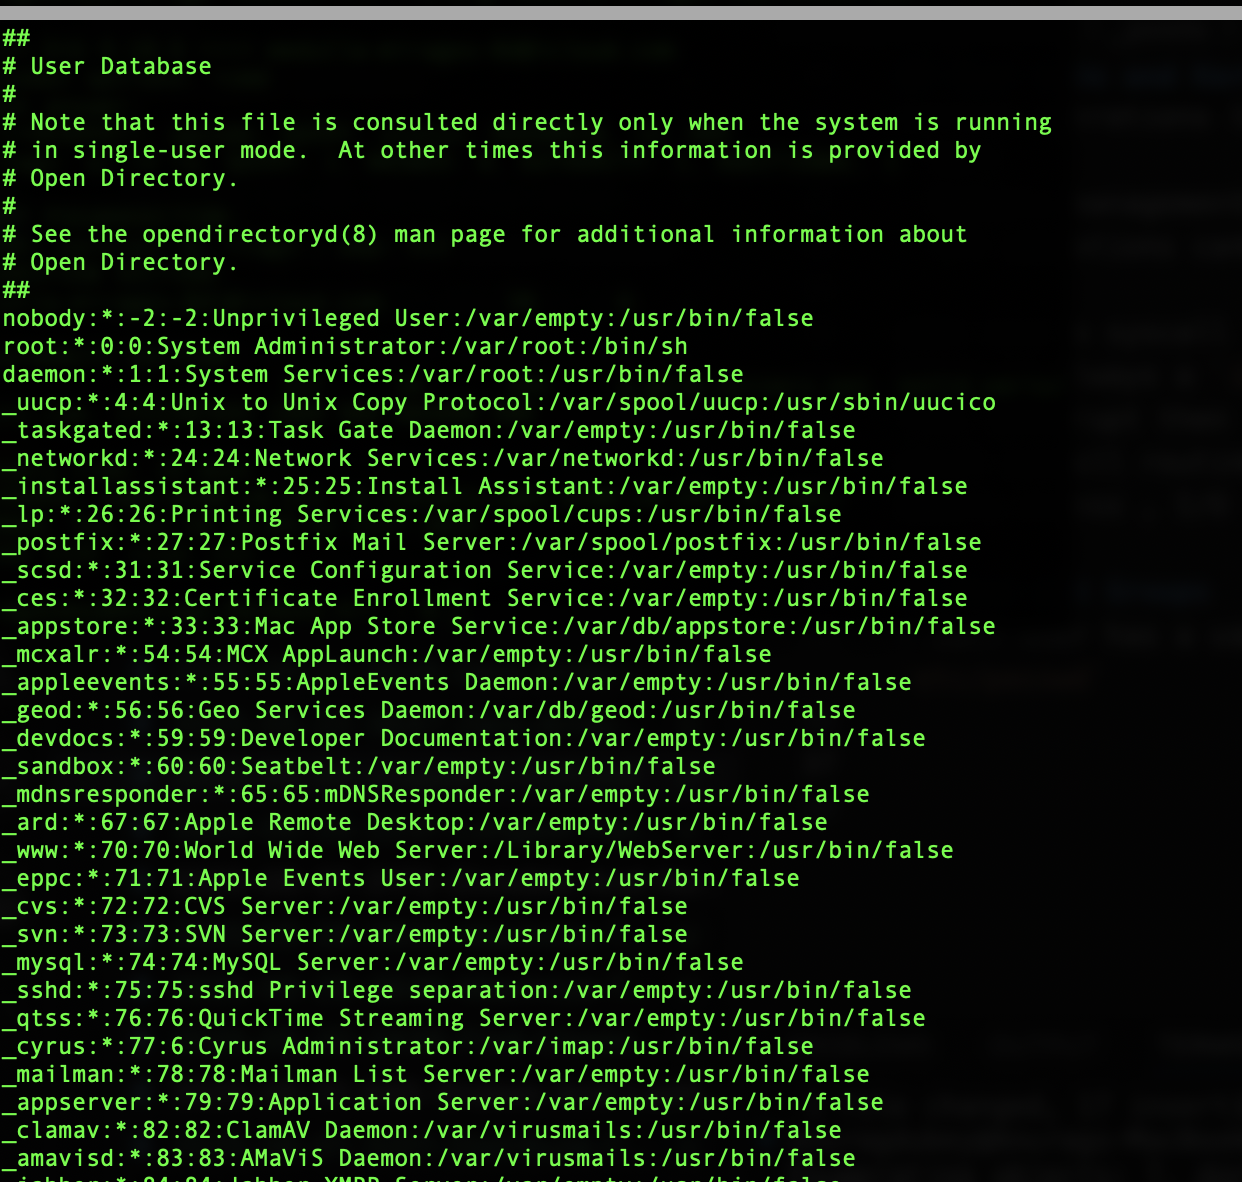 ##
# User Database
#
# Note that this file is consulted directly only when the system is running
# in single-user mode.  At other times this information is provided by
# Open Directory.
#
# See the opendirectoryd(8) man page for additional information about
# Open Directory.
##
nobody:*:-2:-2:Unprivileged User:/var/empty:/usr/bin/false
root:*:0:0:System Administrator:/var/root:/bin/sh
daemon:*:1:1:System Services:/var/root:/usr/bin/false
_uucp:*:4:4:Unix to Unix Copy Protocol:/var/spool/uucp:/usr/sbin/uucico
_taskgated:*:13:13:Task Gate Daemon:/var/empty:/usr/bin/false
_networkd:*:24:24:Network Services:/var/networkd:/usr/bin/false
_installassistant:*:25:25:Install Assistant:/var/empty:/usr/bin/false
_lp:*:26:26:Printing Services:/var/spool/cups:/usr/bin/false
_postfix:*:27:27:Postfix Mail Server:/var/spool/postfix:/usr/bin/false
_scsd:*:31:31:Service Configuration Service:/var/empty:/usr/bin/false
_ces:*:32:32:Certificate Enrollment Service:/var/empty:/usr/bin/false
_appstore:*:33:33:Mac App Store Service:/var/db/appstore:/usr/bin/false
_mcxalr:*:54:54:MCX AppLaunch:/var/empty:/usr/bin/false
_appleevents:*:55:55:AppleEvents Daemon:/var/empty:/usr/bin/false
_geod:*:56:56:Geo Services Daemon:/var/db/geod:/usr/bin/false
_devdocs:*:59:59:Developer Documentation:/var/empty:/usr/bin/false
_sandbox:*:60:60:Seatbelt:/var/empty:/usr/bin/false
_mdnsresponder:*:65:65:mDNSResponder:/var/empty:/usr/bin/false
_ard:*:67:67:Apple Remote Desktop:/var/empty:/usr/bin/false
_www:*:70:70:World Wide Web Server:/Library/WebServer:/usr/bin/false
_eppc:*:71:71:Apple Events User:/var/empty:/usr/bin/false
_cvs:*:72:72:CVS Server:/var/empty:/usr/bin/false
_svn:*:73:73:SVN Server:/var/empty:/usr/bin/false
_mysql:*:74:74:MySQL Server:/var/empty:/usr/bin/false
_sshd:*:75:75:sshd Privilege separation:/var/empty:/usr/bin/false
_qtss:*:76:76:QuickTime Streaming Server:/var/empty:/usr/bin/false
_cyrus:*:77:6:Cyrus Administrator:/var/imap:/usr/bin/false
_mailman:*:78:78:Mailman List Server:/var/empty:/usr/bin/false
_appserver:*:79:79:Application Server:/var/empty:/usr/bin/false
_clamav:*:82:82:ClamAV Daemon:/var/virusmails:/usr/bin/false
_amavisd:*:83:83:AMaViS Daemon:/var/virusmails:/usr/bin/false